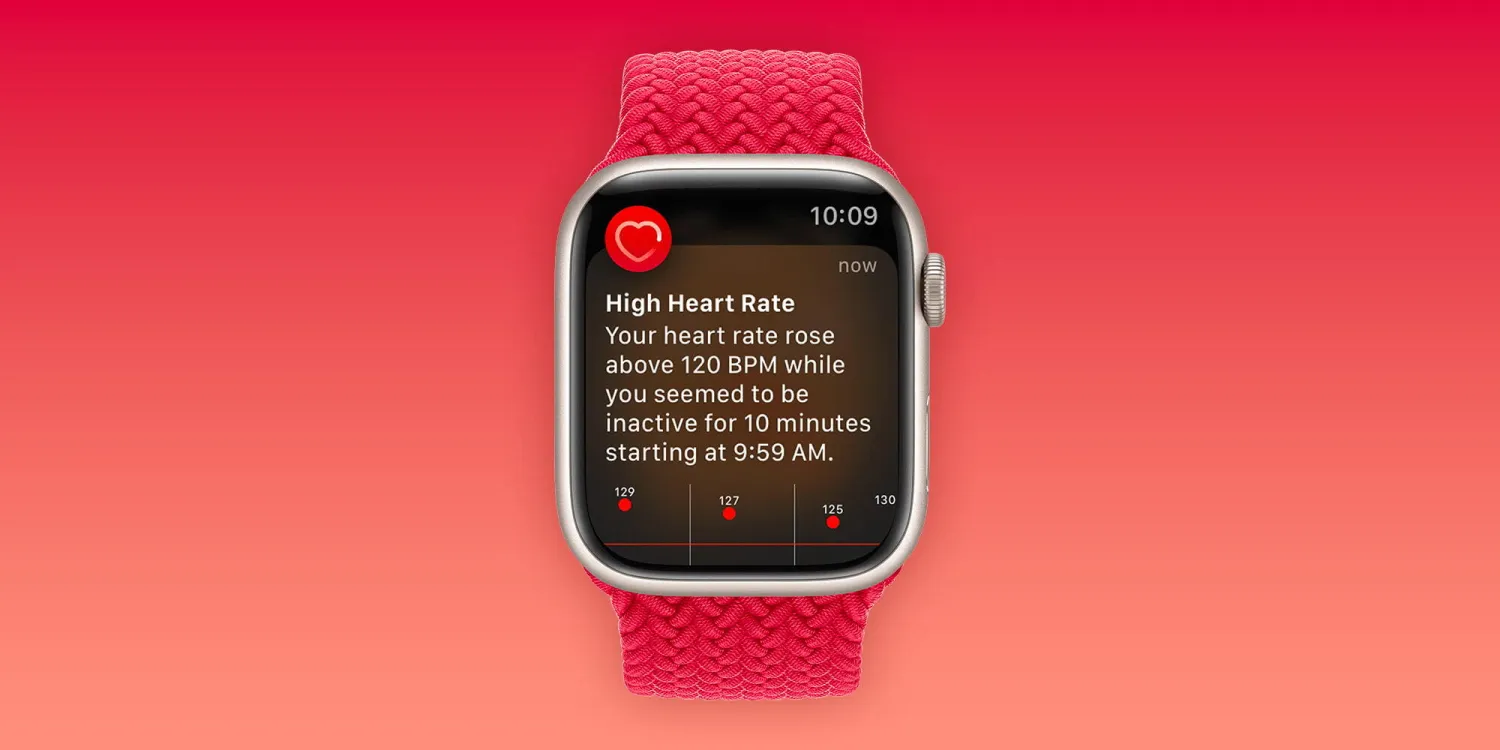 10:09
now
High Heart Rate
Your heart rate rose
above 120 BPM while
you seemed to be
inactive for 10 minutes
starting at 9:59 AM.
129
127
125
130